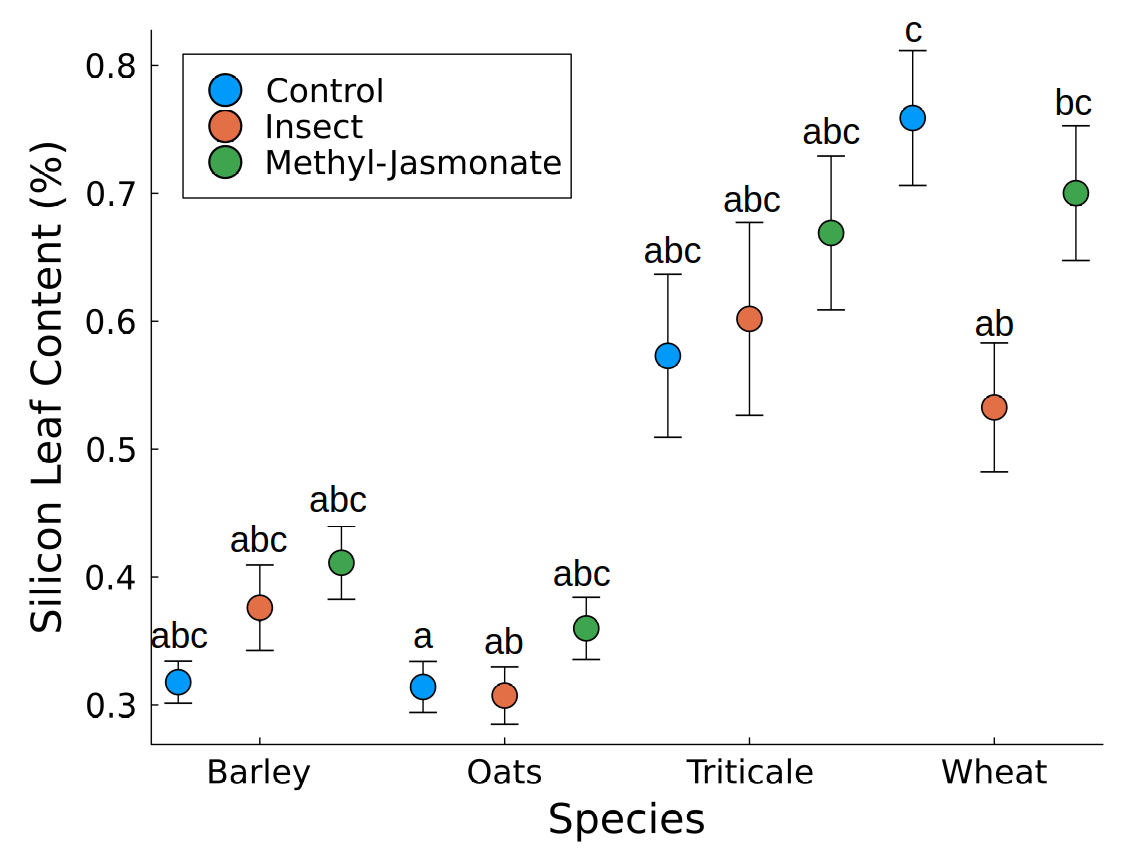 c
0.8
Control
bc
Insect
abc
Methyl-Jasmonate
0.7
abc
abc
Silicon Leaf Content (%)
0.6
ab
0.5
abc
abc
0.4
abc
abc
a
ab
0.3
Barley
Oats
Triticale
Wheat
Species